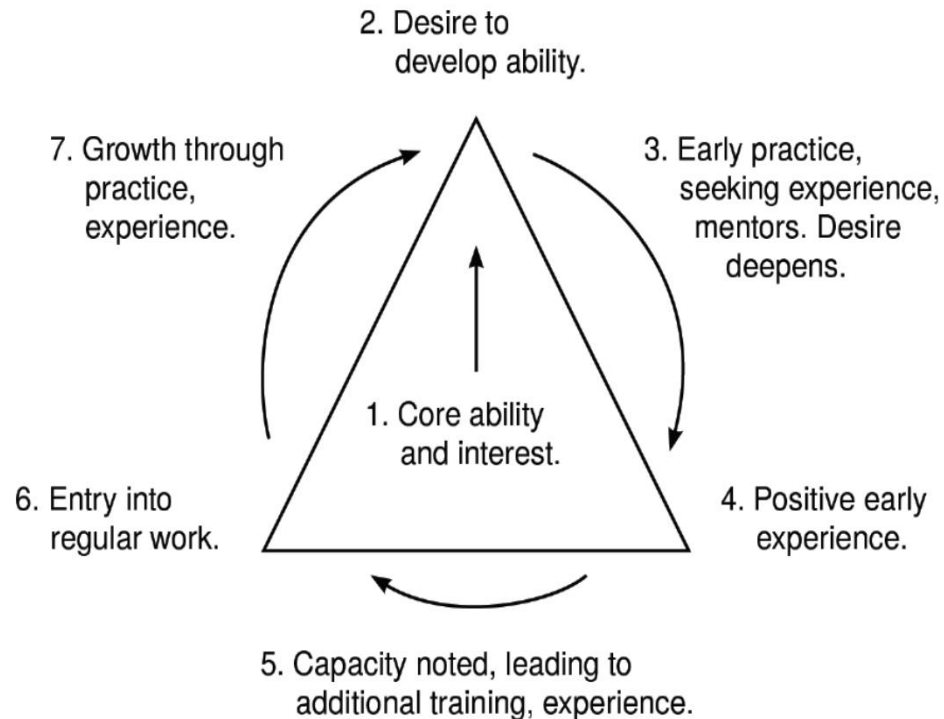 2. Desire to
develop ability.
7. Growth through
practice,
experience.
3. Early practice,
seeking experience,
mentors. Desire
deepens.
1. Core ability
and interest.
6. Entry into
regular work.
4. Positive early
experience.
5. Capacity noted, leading to
additional training, experience.